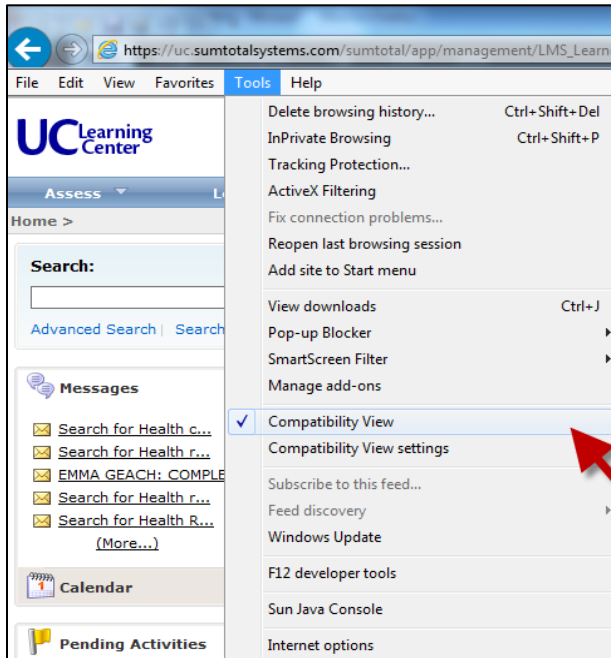 https://uc.sumtotalsystems.com/sumtotal/app/management/LMS_Learn
File Edit View Favorites Tools Help
UC Learning Center
Assess
Home >
Search:
Advanced Search | Search
Messages
Search for Health c...
Search for Health r...
EMMA GEACH: COMPLE
Search for Health r...
Search for Health R...
(More...)
1 Calendar
Pending Activities
Delete browsing history... Ctrl+Shift+Del
InPrivate Browsing Ctrl+Shift+P
Tracking Protection...
ActiveX Filtering
Fix connection problems...
Reopen last browsing session
Add site to Start menu
View downloads Ctrl+J
Pop-up Blocker
SmartScreen Filter
Manage add-ons
Compatibility View
Compatibility View settings
Subscribe to this feed...
Feed discovery
Windows Update
F12 developer tools
Sun Java Console
Internet options